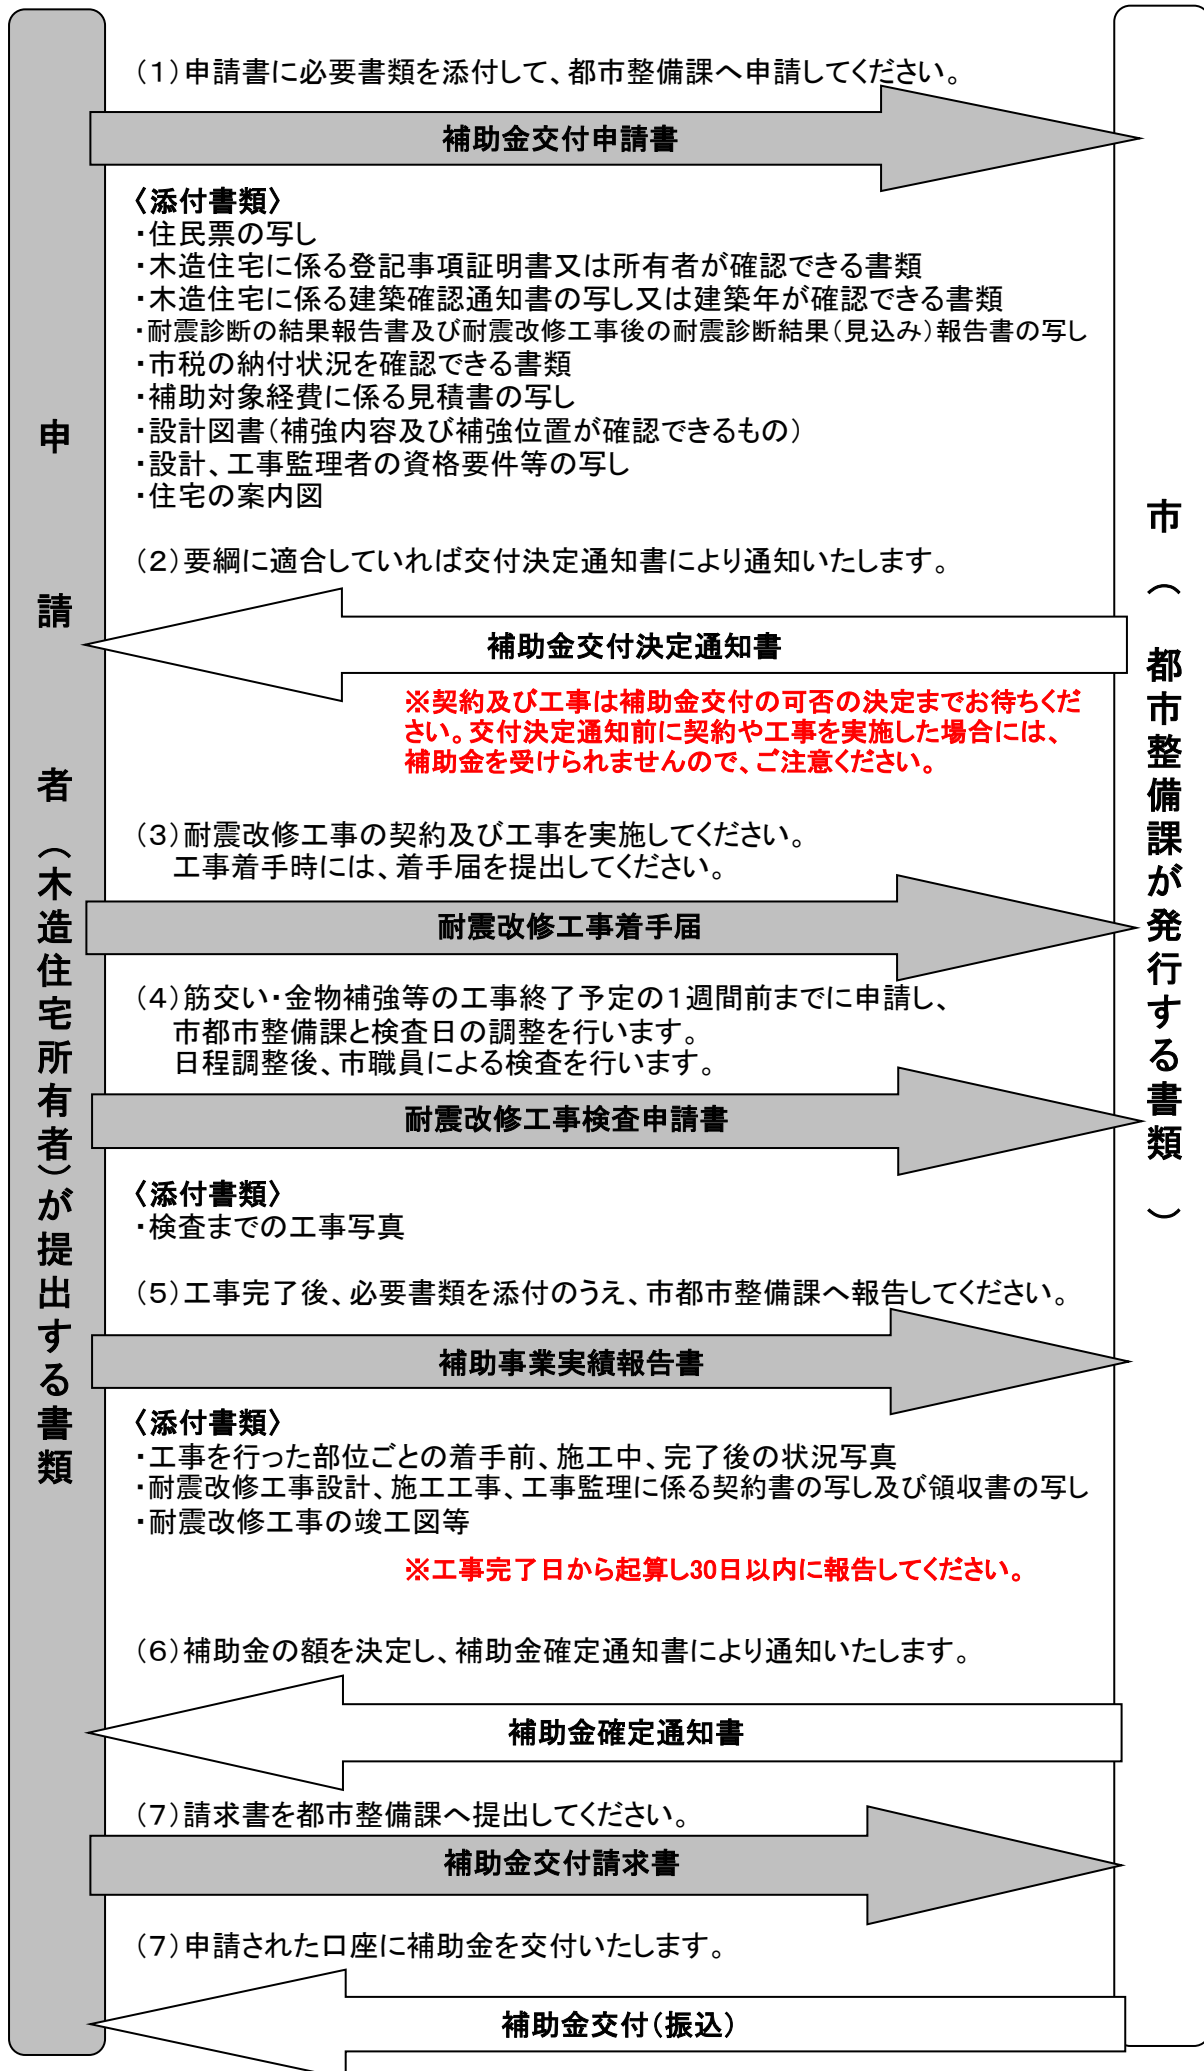 （１）申請書に必要書類を添付して、都市整備課へ申請してください。
補助金交付申請書
〈添付書類〉
・住民票の写し
・木造住宅に係る登記事項証明書又は所有者が確認できる書類
・木造住宅に係る建築確認通知書の写し又は建築年が確認できる書類
・耐震診断の結果報告書及び耐震改修工事後の耐震診断結果（見込み）報告書の写し
・市税の納付状況を確認できる書類
・補助対象経費に係る見積書の写し
・設計図書（補強内容及び補強位置が確認できるもの）
・設計、工事監理者の資格要件等の写し
・住宅の案内図
（２）要綱に適合していれば交付決定通知書により通知いたします。
補助金交付決定通知書
※契約及び工事は補助金交付の可否の決定までお待ちくだ
さい。交付決定通知前に契約や工事を実施した場合には、
補助金を受けられませんので、ご注意ください。
（３）耐震改修工事の契約及び工事を実施してください。
工事着手時には、着手届を提出してください。
耐震改修工事着手届
（４）筋交い・金物補強等の工事終了予定の１週間前までに申請し、
市都市整備課と検査日の調整を行います。
日程調整後、市職員による検査を行います。
耐震改修工事検査申請書
〈添付書類〉
・検査までの工事写真
（５）工事完了後、必要書類を添付のうえ、市都市整備課へ報告してください。
補助事業実績報告書
〈添付書類〉
・工事を行った部位ごとの着手前、施工中、完了後の状況写真
・耐震改修工事設計、施工工事、工事監理に係る契約書の写し及び領収書の写し
・耐震改修工事の竣工図等
※工事完了日から起算し30日以内に報告してください。
（６）補助金の額を決定し、補助金確定通知書により通知いたします。
補助金確定通知書
（７）請求書を都市整備課へ提出してください。
補助金交付請求書
（７）申請された口座に補助金を交付いたします。
補助金交付（振込）
申請者（木造住宅所有者）が提出する書類
市（都市整備課が発行する書類）